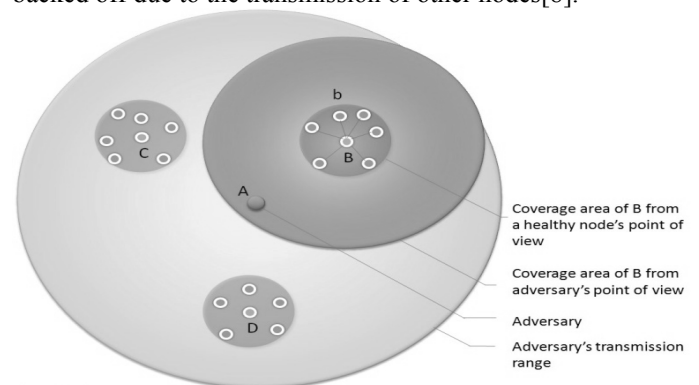 backed off due to the transmission of other nodes[6].
b
B
C
A
D
Coverage area of B from
a healthy node's point of
view
Coverage area of B from
adversary's point of view
Adversary
Adversary's transmission
range